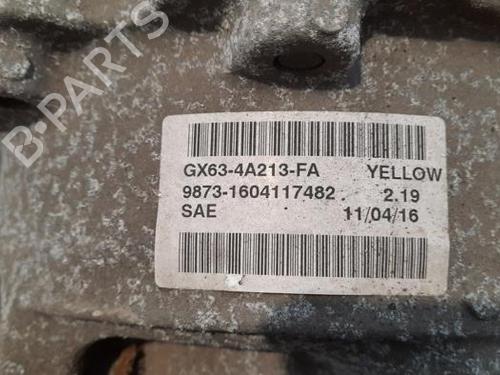 B-PARTS
GX63-4A213-FA YELLOW
9873-1604117482 2.19
SAE 11/04/16